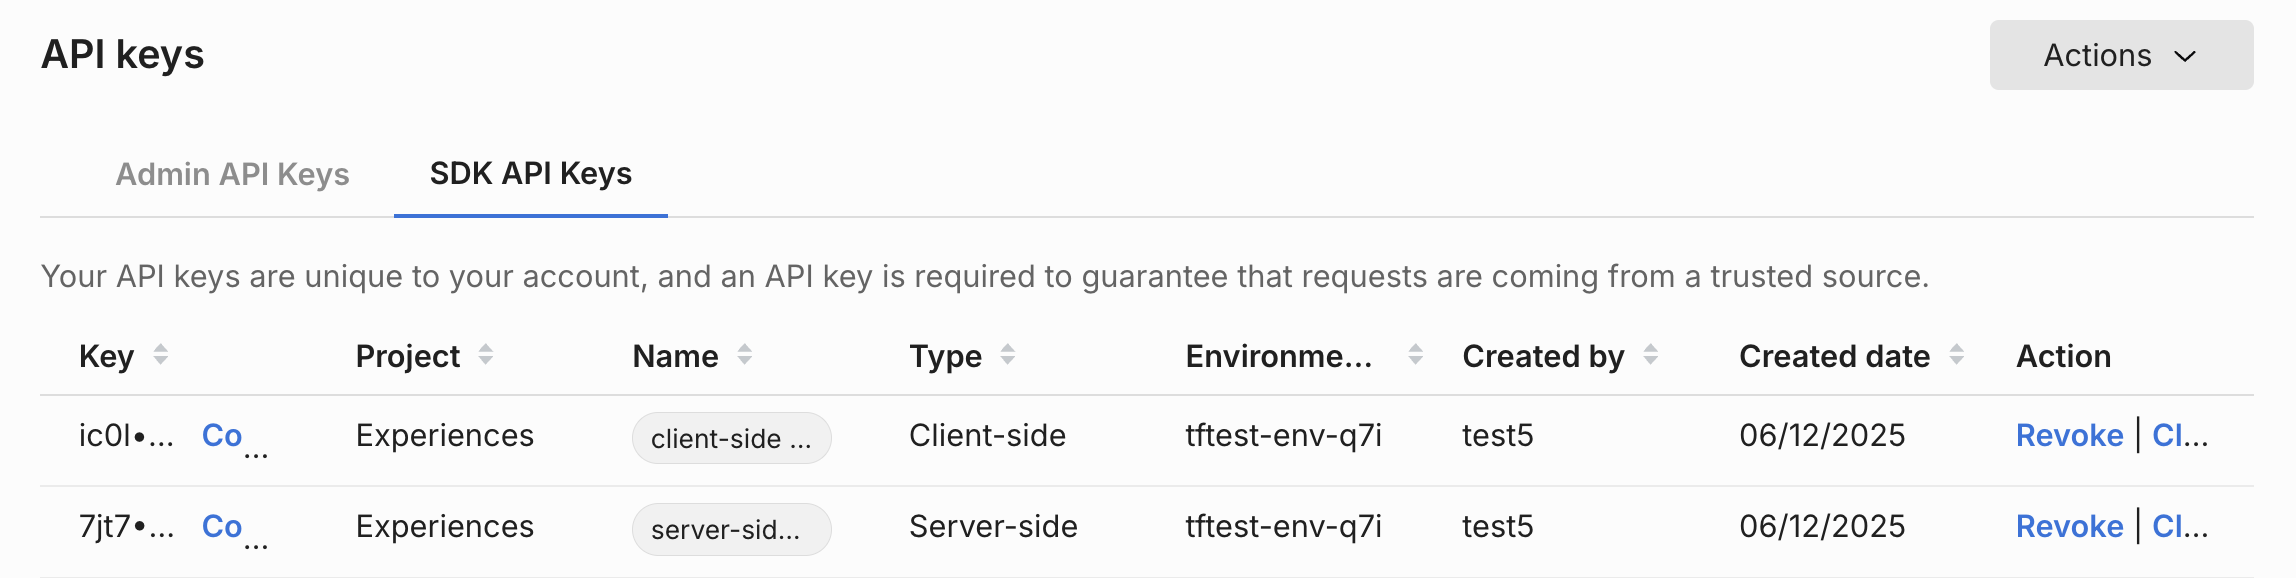 API keys
Actions
Admin API Keys SDK API Keys
Your API keys are unique to your account, and an API key is required to guarantee that requests are coming from a trusted source.
Key Project Name Type Environme... Created by Created date Action
ic0l•... Co... Experiences client-side ... Client-side tftest-env-q7i test5 06/12/2025 Revoke | Cl...
7jt7•... Co... Experiences server-sid... Server-side tftest-env-q7i test5 06/12/2025 Revoke | Cl...